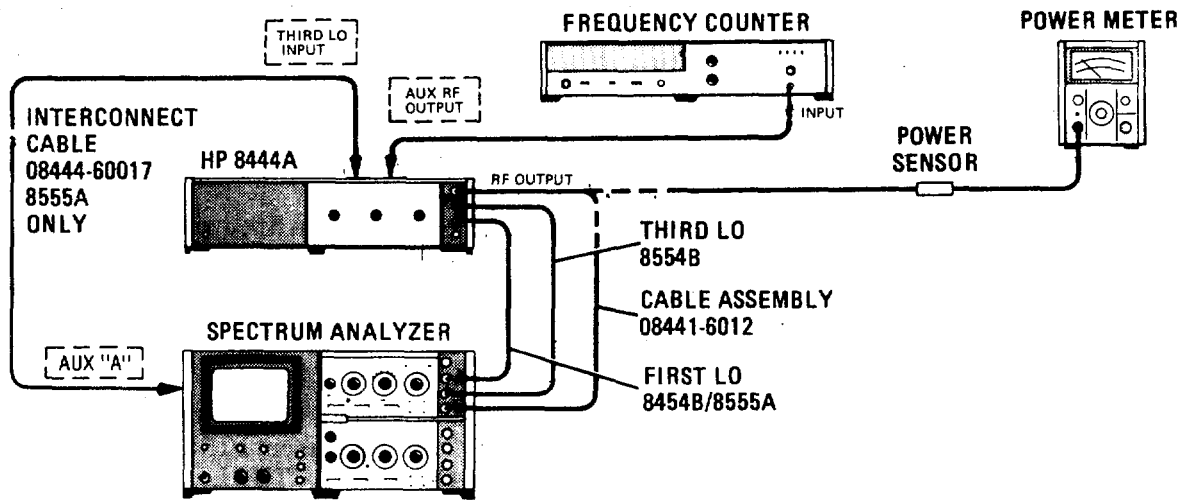 THIRD LO
INPUT
FREQUENCY COUNTER
POWER METER
AUX RF
OUTPUT
INPUT
INTERCONNECT
CABLE
08444-60017
8555A
ONLY
HP 8444A
RF OUTPUT
POWER
SENSOR
THIRD LO
8554B
CABLE ASSEMBLY
08441-6012
SPECTRUM ANALYZER
AUX "A"
FIRST LO
8454B/8555A